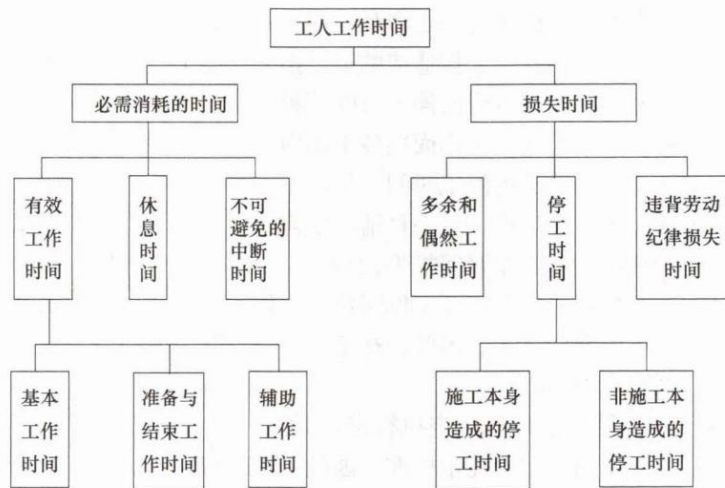 工人工作时间
必需消耗的时间
损失时间
有效
工作
时间
休
息
时
间
不可
避免的
中断
时间
多余和
偶然工
作时间
停
工
时
间
违背劳动
纪律损失
时间
基本
工作
时间
准备与
结束工
作时间
辅助
工作
时间
施工本身
造成的停
工时间
非施工本
身造成的
停工时间